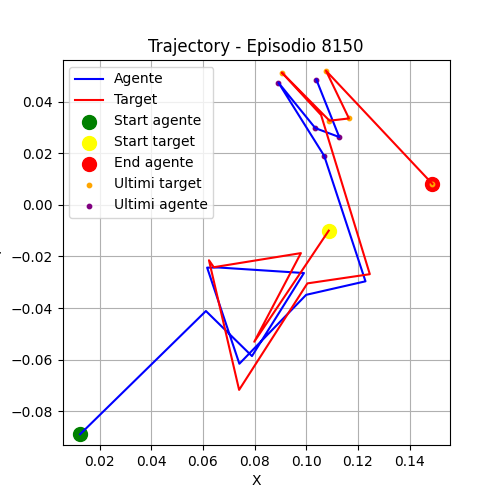 Trajectory - Episodio 8150
Agente
Target
Start agente
Start target
End agente
Ultimi target
Ultimi agente
0.04
0.02
0.00
−0.02
−0.04
−0.06
−0.08
0.02
0.04
0.06
0.08
0.10
0.12
0.14
X